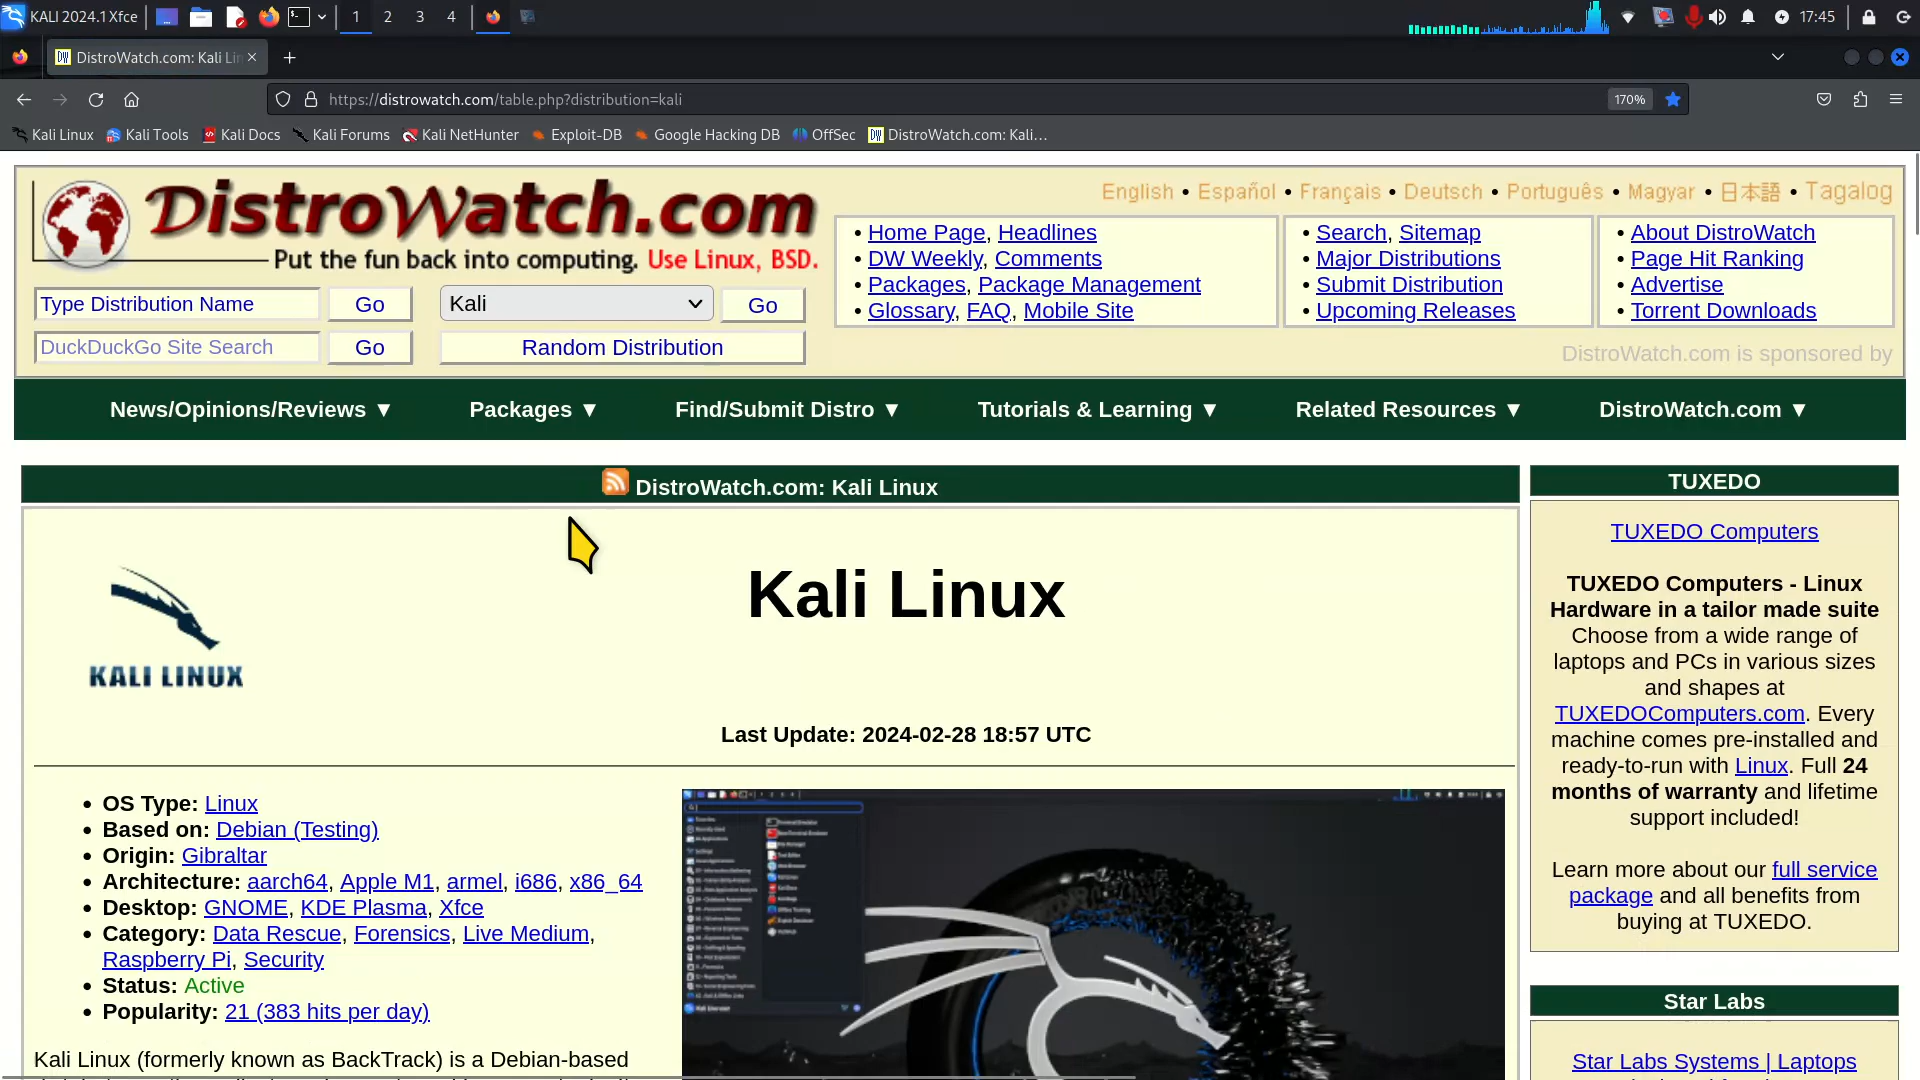 KALI 2024.1 Xfce 1 2 3 4 17:45
DistroWatch.com: Kali Lin
https://distrowatch.com/table.php?distribution=kali 170%
Kali Linux Kali Tools Kali Docs Kali Forums Kali NetHunter Exploit-DB Google Hacking DB OffSec DistroWatch.com: Kali…
English • Español • Français • Deutsch • Português • Magyar • 日本語 • Tagalog
DistroWatch.com
Put the fun back into computing. Use Linux, BSD.
Type Distribution Name Go Kali Go
DuckDuckGo Site Search Go Random Distribution
• Home Page, Headlines
• DW Weekly, Comments
• Packages, Package Management
• Glossary, FAQ, Mobile Site
• Search, Sitemap
• Major Distributions
• Submit Distribution
• Upcoming Releases
• About DistroWatch
• Page Hit Ranking
• Advertise
• Torrent Downloads
DistroWatch.com is sponsored by
News/Opinions/Reviews ▼ Packages ▼ Find/Submit Distro ▼ Tutorials & Learning ▼ Related Resources ▼ DistroWatch.com ▼
DistroWatch.com: Kali Linux
KALI LINUX
Kali Linux
Last Update: 2024-02-28 18:57 UTC
• OS Type: Linux
• Based on: Debian (Testing)
• Origin: Gibraltar
• Architecture: aarch64, Apple M1, armel, i686, x86_64
• Desktop: GNOME, KDE Plasma, Xfce
• Category: Data Rescue, Forensics, Live Medium,
Raspberry Pi, Security
• Status: Active
• Popularity: 21 (383 hits per day)
Kali Linux (formerly known as BackTrack) is a Debian-based
TUXEDO
TUXEDO Computers
TUXEDO Computers - Linux
Hardware in a tailor made suite
Choose from a wide range of
laptops and PCs in various sizes
and shapes at
TUXEDOComputers.com. Every
machine comes pre-installed and
ready-to-run with Linux. Full 24
months of warranty and lifetime
support included!
Learn more about our full service
package and all benefits from
buying at TUXEDO.
Star Labs
Star Labs Systems | Laptops